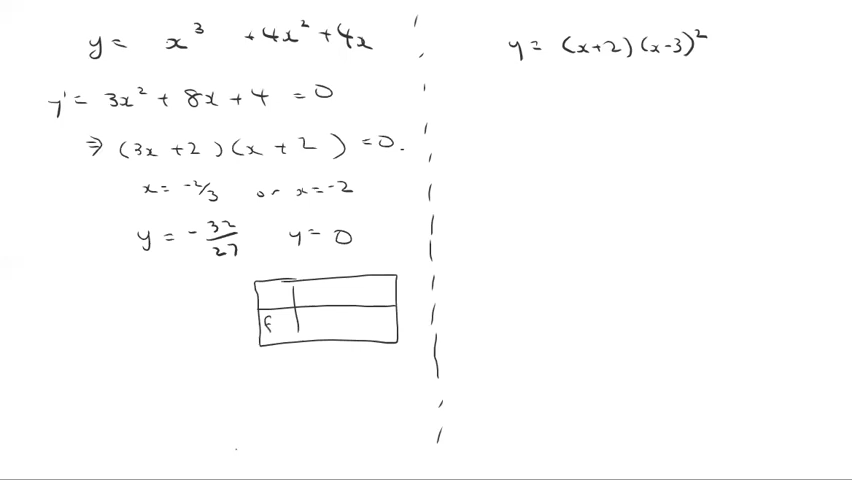 y = x³ + 4x² + 4x
y' = 3x² + 8x + 4 = 0
⇒ (3x + 2)(x + 2) = 0.
x = -2/3 or x = -2
y = -32/27 y = 0
f
y = (x+2)(x-3)²